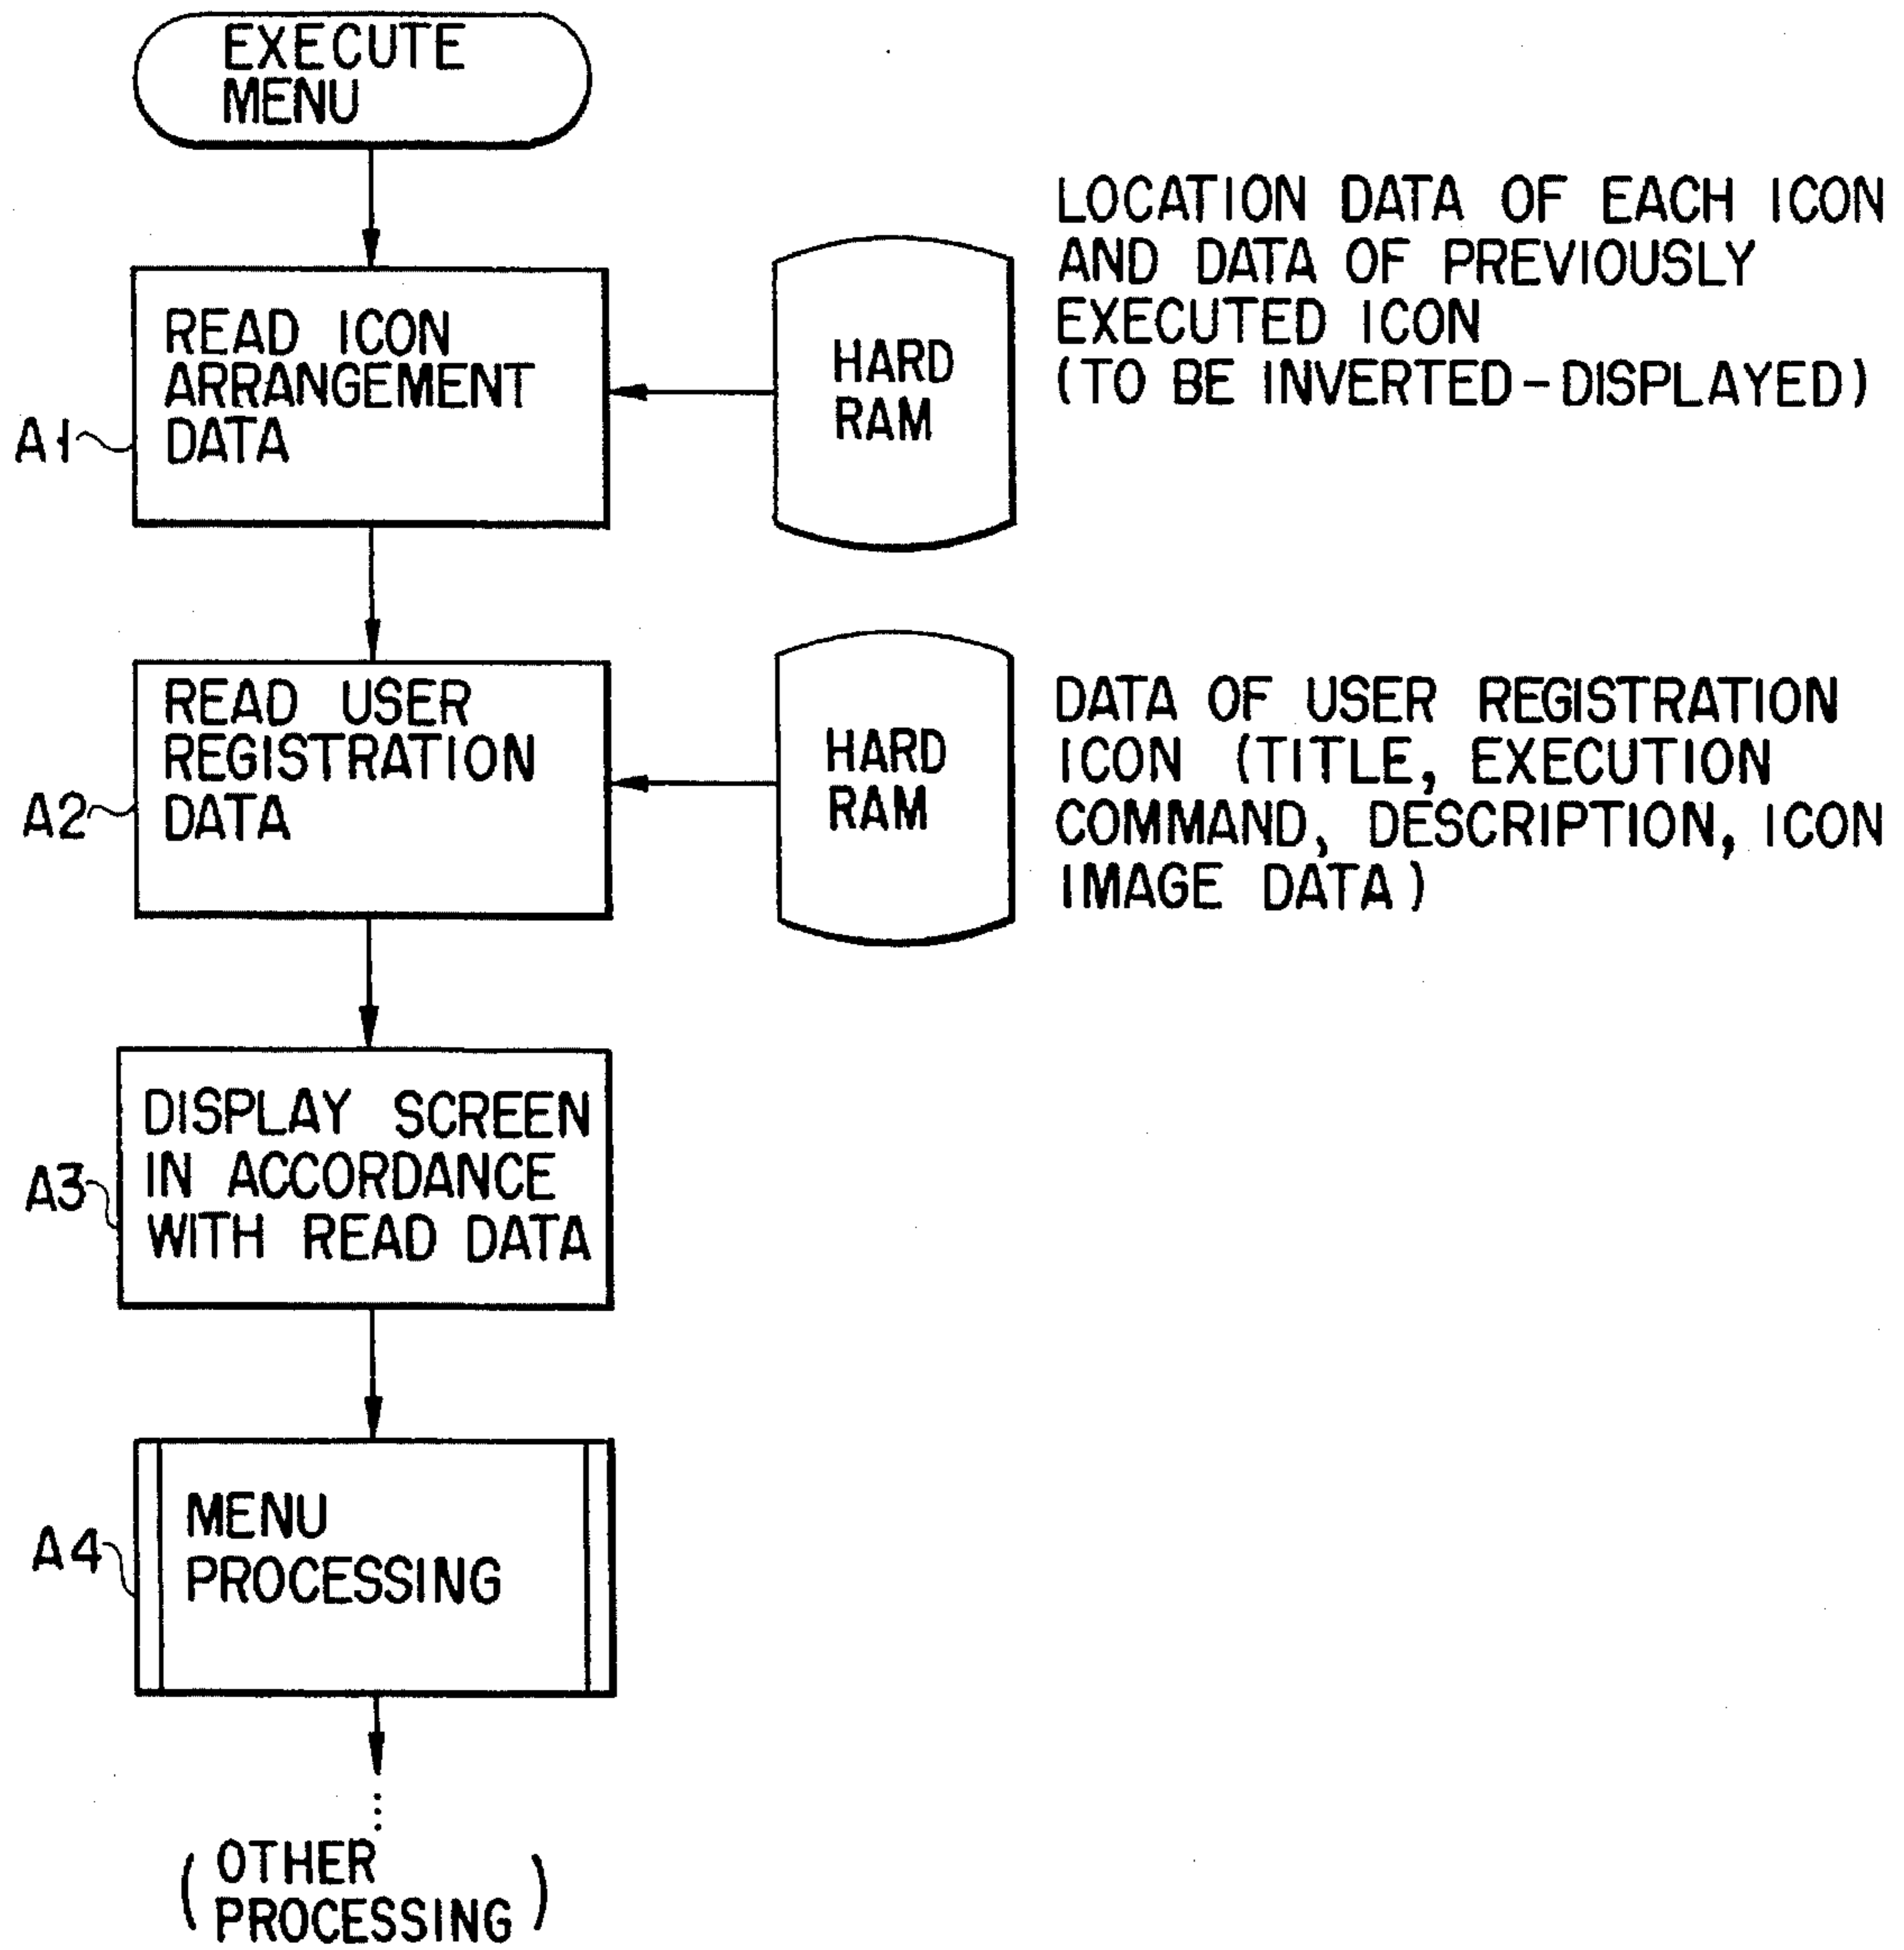 EXECUTE
MENU
LOCATION DATA OF EACH ICON
AND DATA OF PREVIOUSLY
EXECUTED ICON
(TO BE INVERTED-DISPLAYED)
READ ICON
ARRANGEMENT
DATA
A1
HARD
RAM
READ USER
REGISTRATION
DATA
A2
HARD
RAM
DATA OF USER REGISTRATION
ICON (TITLE, EXECUTION
COMMAND, DESCRIPTION, ICON
IMAGE DATA)
DISPLAY SCREEN
IN ACCORDANCE
WITH READ DATA
A3
MENU
PROCESSING
A4
(OTHER
PROCESSING)